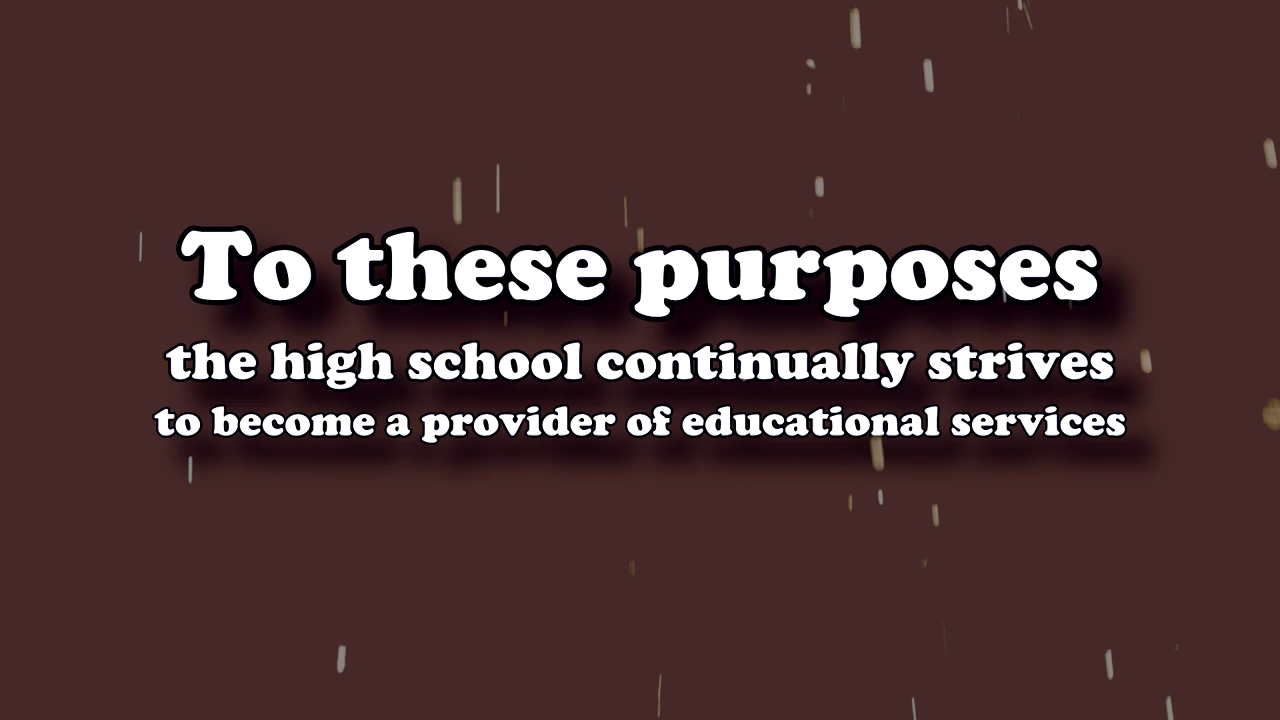 To these purposes
the high school continually strives
to become a provider of educational services